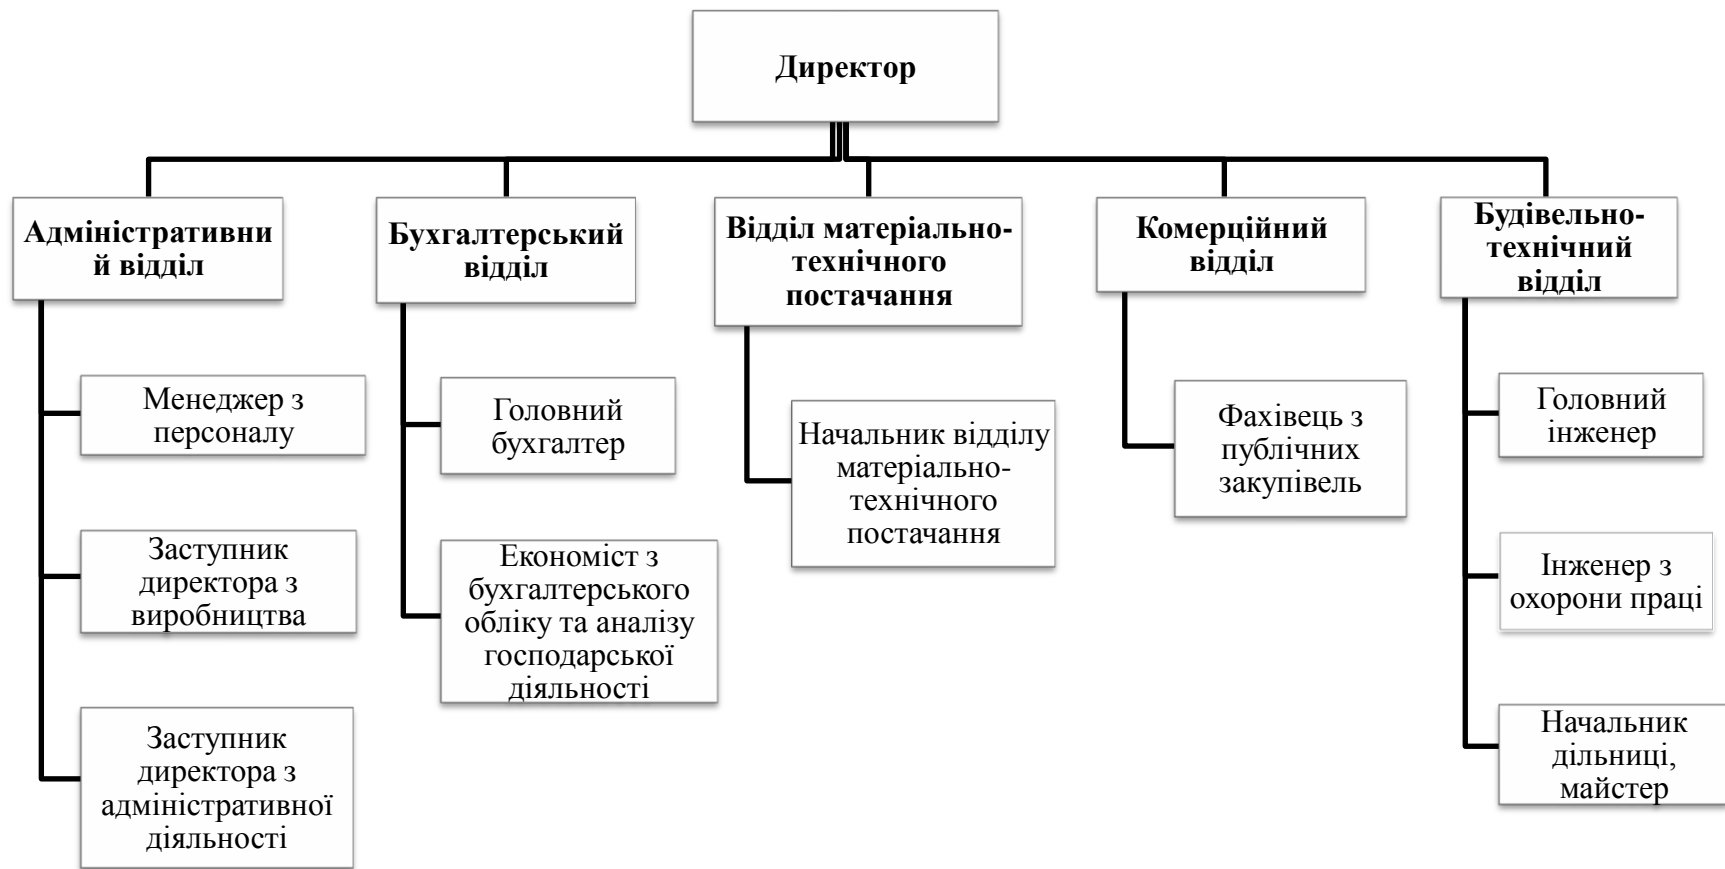 Директор
Адміністративни
й відділ
Бухгалтерський
відділ
Відділ матеріально-
технічного
постачання
Комерційний
відділ
Будівельно-
технічний
відділ
Менеджер з
персоналу
Заступник
директора з
виробництва
Заступник
директора з
адміністративної
діяльності
Головний
бухгалтер
Економіст з
бухгалтерського
обліку та аналізу
господарської
діяльності
Начальник відділу
матеріально-
технічного
постачання
Фахівець з
публічних
закупівель
Головний
інженер
Інженер з
охорони праці
Начальник
дільниці,
майстер